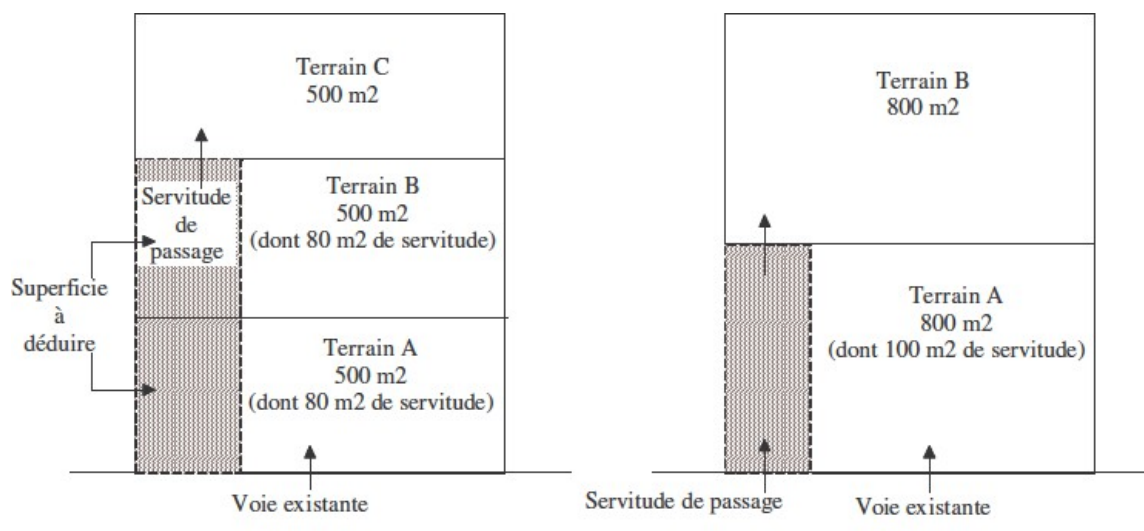 Terrain C
500 m2
Servitude
de
passage
Terrain B
500 m2
(dont 80 m2 de servitude)
Superficie
à
déduire
Terrain A
500 m2
(dont 80 m2 de servitude)
Voie existante
Terrain B
800 m2
Terrain A
800 m2
(dont 100 m2 de servitude)
Servitude de passage
Voie existante